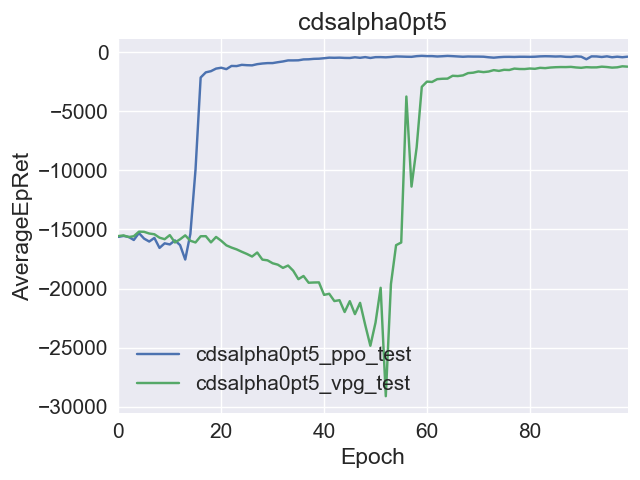 cdsalpha0pt5
AverageEpRet
0
−5000
−10000
−15000
−20000
−25000
−30000
cdsalpha0pt5_ppo_test
cdsalpha0pt5_vpg_test
0 20 40 60 80
Epoch